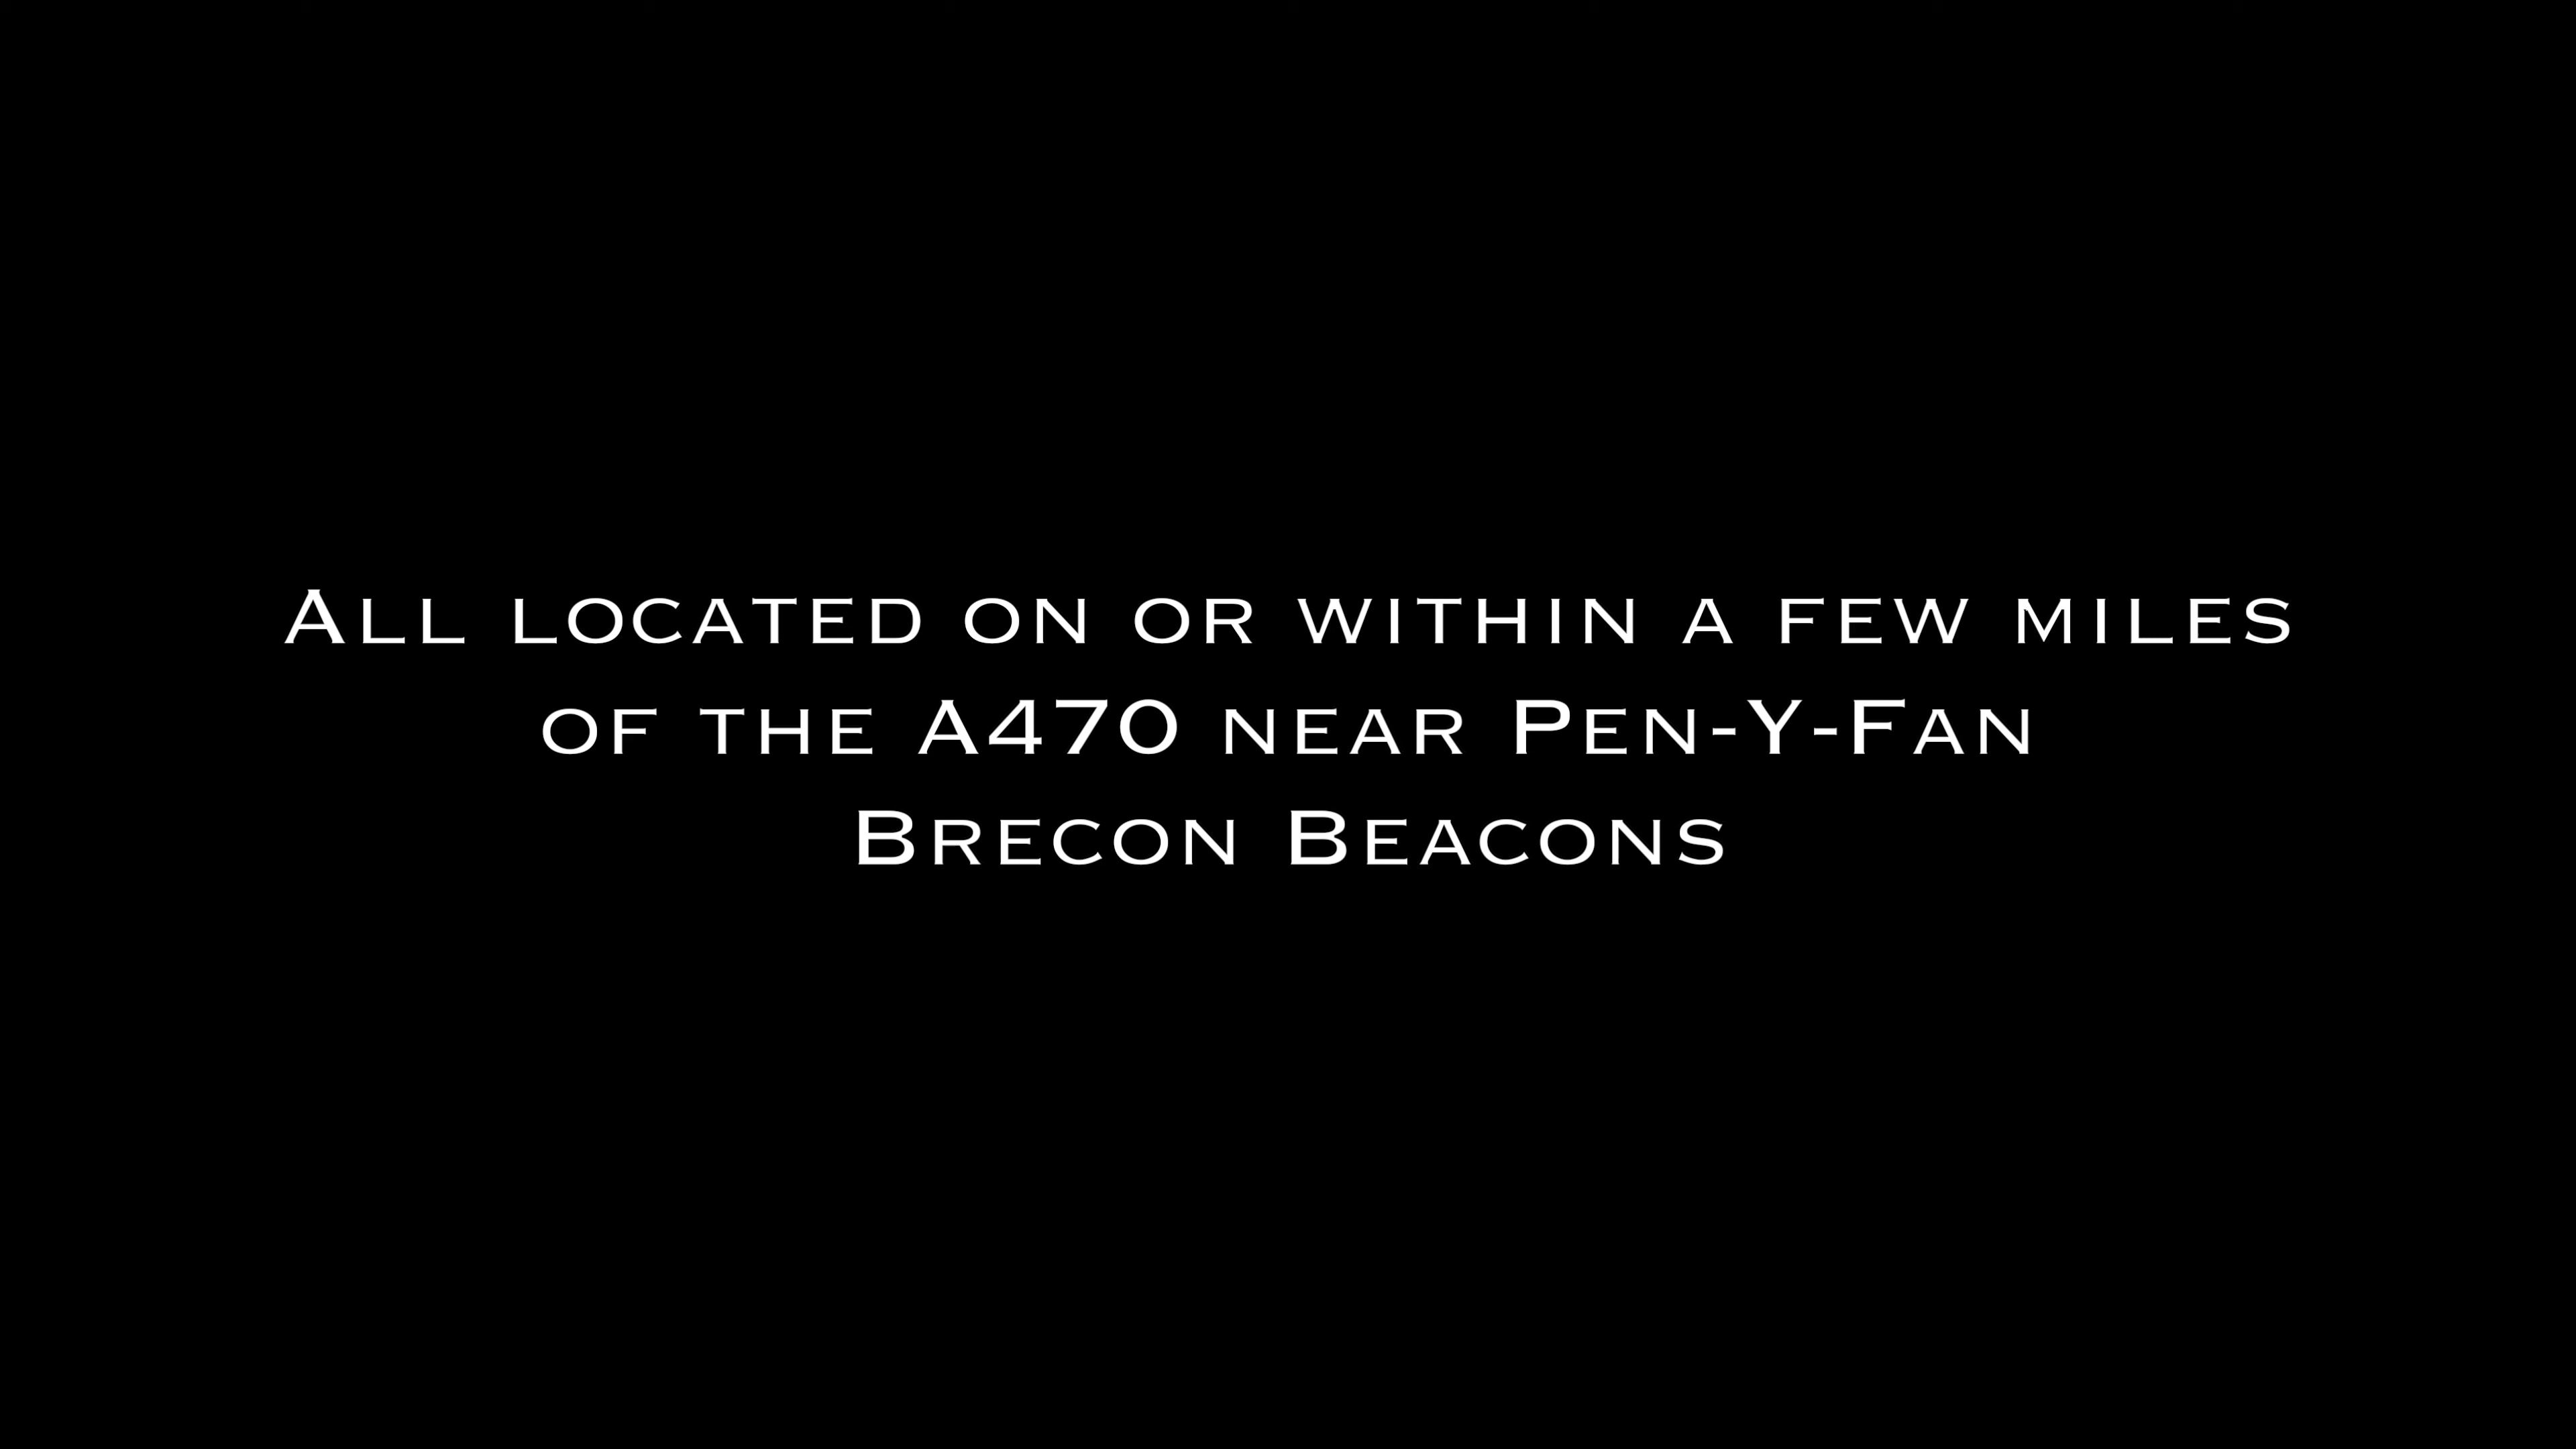 All located on or within a few miles
of the A470 near Pen-Y-Fan
Brecon Beacons